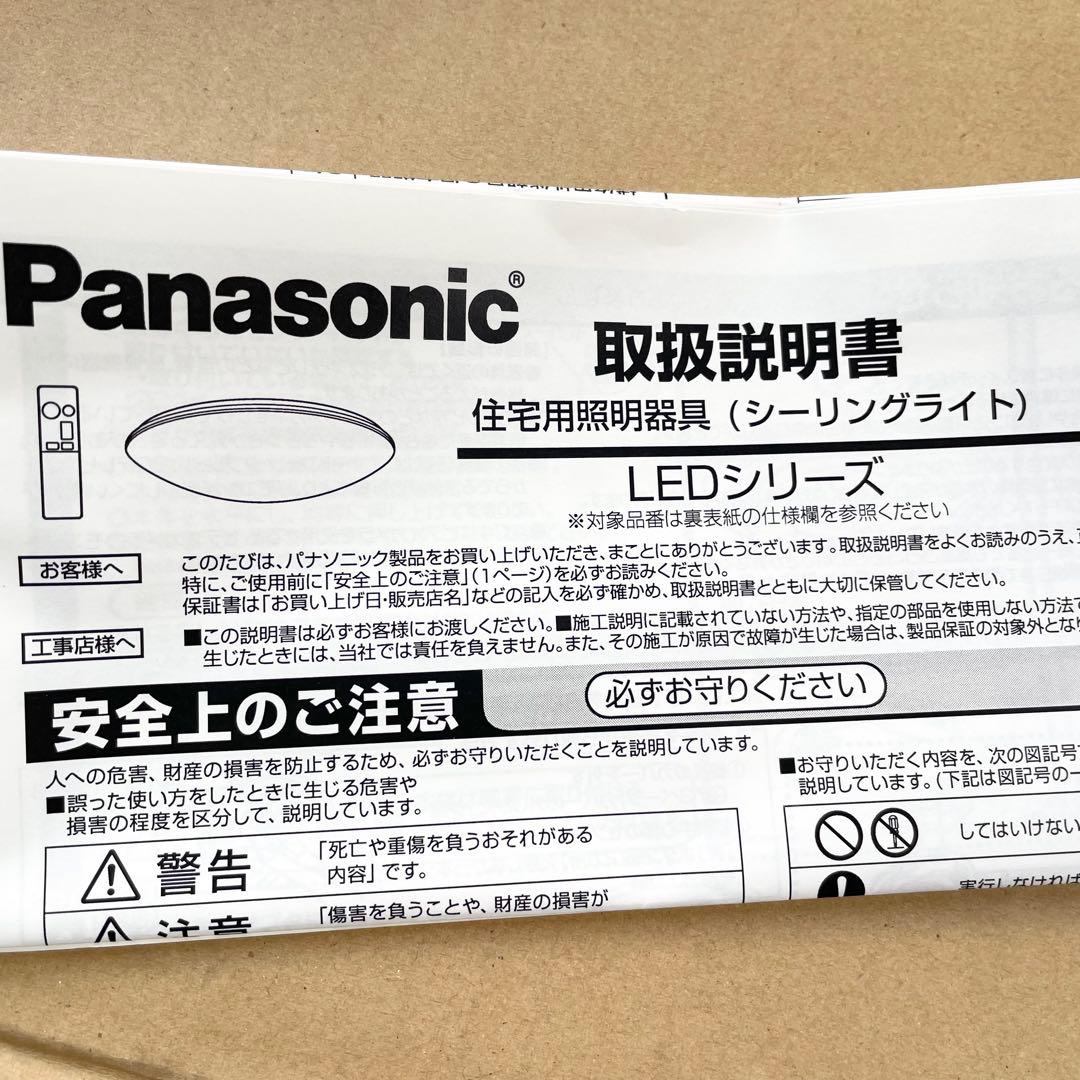 Panasonic®
取扱説明書
住宅用照明器具（シーリングライト）
LEDシリーズ
※対象品番は裏表紙の仕様欄を参照ください
お客様へ
このたびは、パナソニック製品をお買い上げいただき、まことにありがとうございます。取扱説明書をよくお読みのうえ、
特に、ご使用前に「安全上のご注意」（1ページ）を必ずお読みください。
保証書は「お買い上げ日・販売店名」などの記入を必ず確かめ、取扱説明書とともに大切に保管してください。
工事店様へ
■この説明書は必ずお客様にお渡しください。■施工説明に記載されていない方法や、指定の部品を使用しない方法で
生じたときには、当社では責任を負えません。また、その施工が原因で故障が生じた場合は、製品保証の対象外となり
安全上のご注意
必ずお守りください
人への危害、財産の損害を防止するため、必ずお守りいただくことを説明しています。
■誤った使い方をしたときに生じる危害や
損害の程度を区分して、説明しています。
警告
「死亡や重傷を負うおそれがある
内容」です。
注意
「傷害を負うことや、財産の損害が
■お守りいただく内容を、次の図記号
説明しています。（下記は図記号の一
してはいけない
実行しなければ